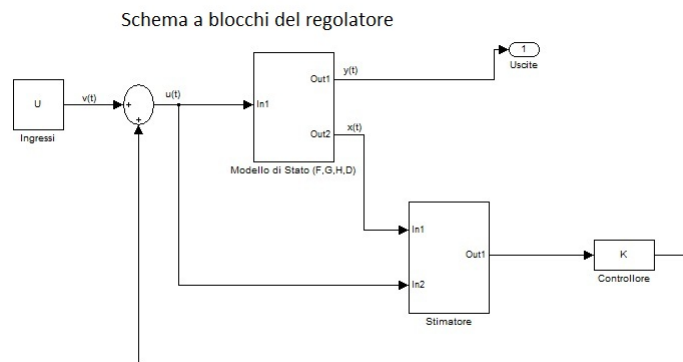 Schema a blocchi del regolatore
U
Ingressi
v(t)
+
+
u(t)
In1
Out1
Out2
Modello di Stato (F,G,H,D)
y(t)
x(t)
1
Uscite
In1
In2
Out1
Stimatore
K
Controllore